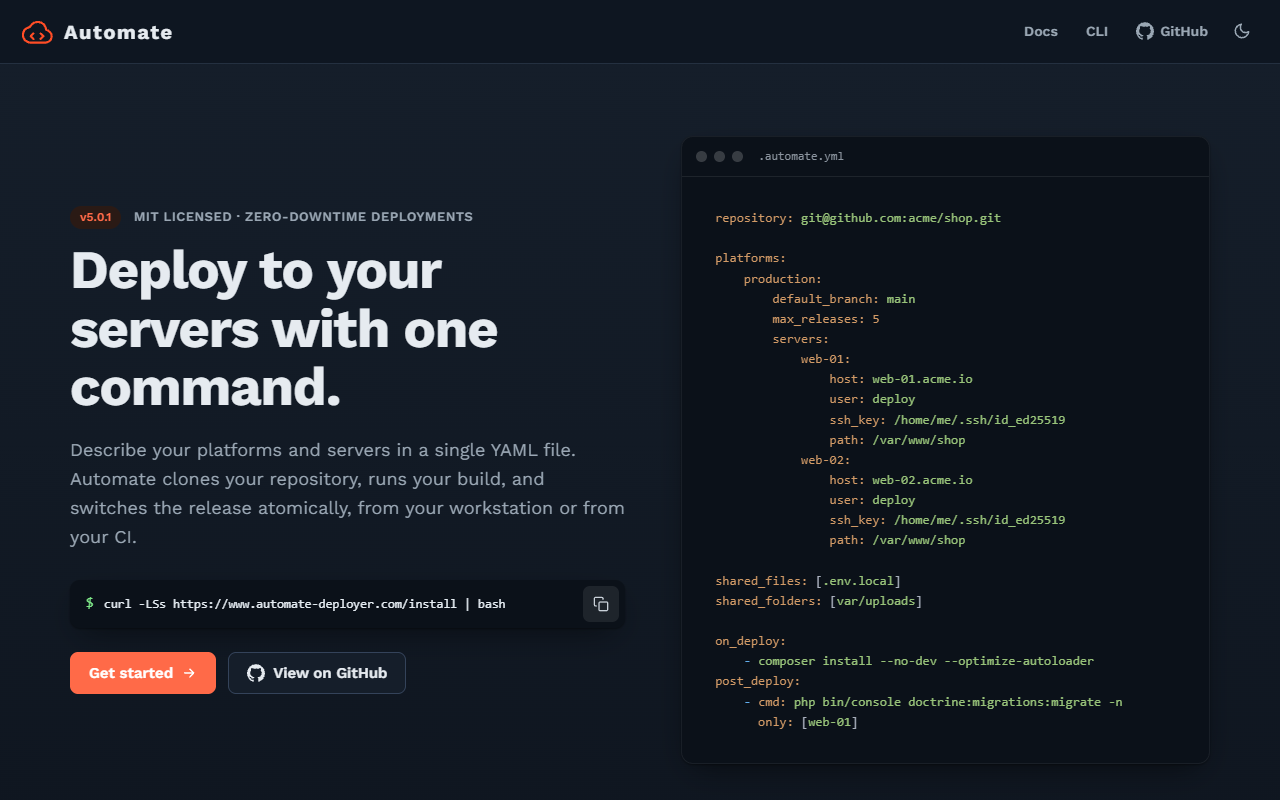 Automate
Docs
CLI
GitHub
v5.0.1
MIT LICENSED · ZERO-DOWNTIME DEPLOYMENTS
Deploy to your
servers with one
command.
Describe your platforms and servers in a single YAML file.
Automate clones your repository, runs your build, and
switches the release atomically, from your workstation or from
your CI.
$ curl -LSs https://www.automate-deployer.com/install | bash
Get started →
View on GitHub
.automate.yml
repository: git@github.com:acme/shop.git
platforms:
    production:
        default_branch: main
        max_releases: 5
        servers:
            web-01:
                host: web-01.acme.io
                user: deploy
                ssh_key: /home/me/.ssh/id_ed25519
                path: /var/www/shop
            web-02:
                host: web-02.acme.io
                user: deploy
                ssh_key: /home/me/.ssh/id_ed25519
                path: /var/www/shop
shared_files: [.env.local]
shared_folders: [var/uploads]
on_deploy:
    - composer install --no-dev --optimize-autoloader
post_deploy:
    - cmd: php bin/console doctrine:migrations:migrate -n
      only: [web-01]